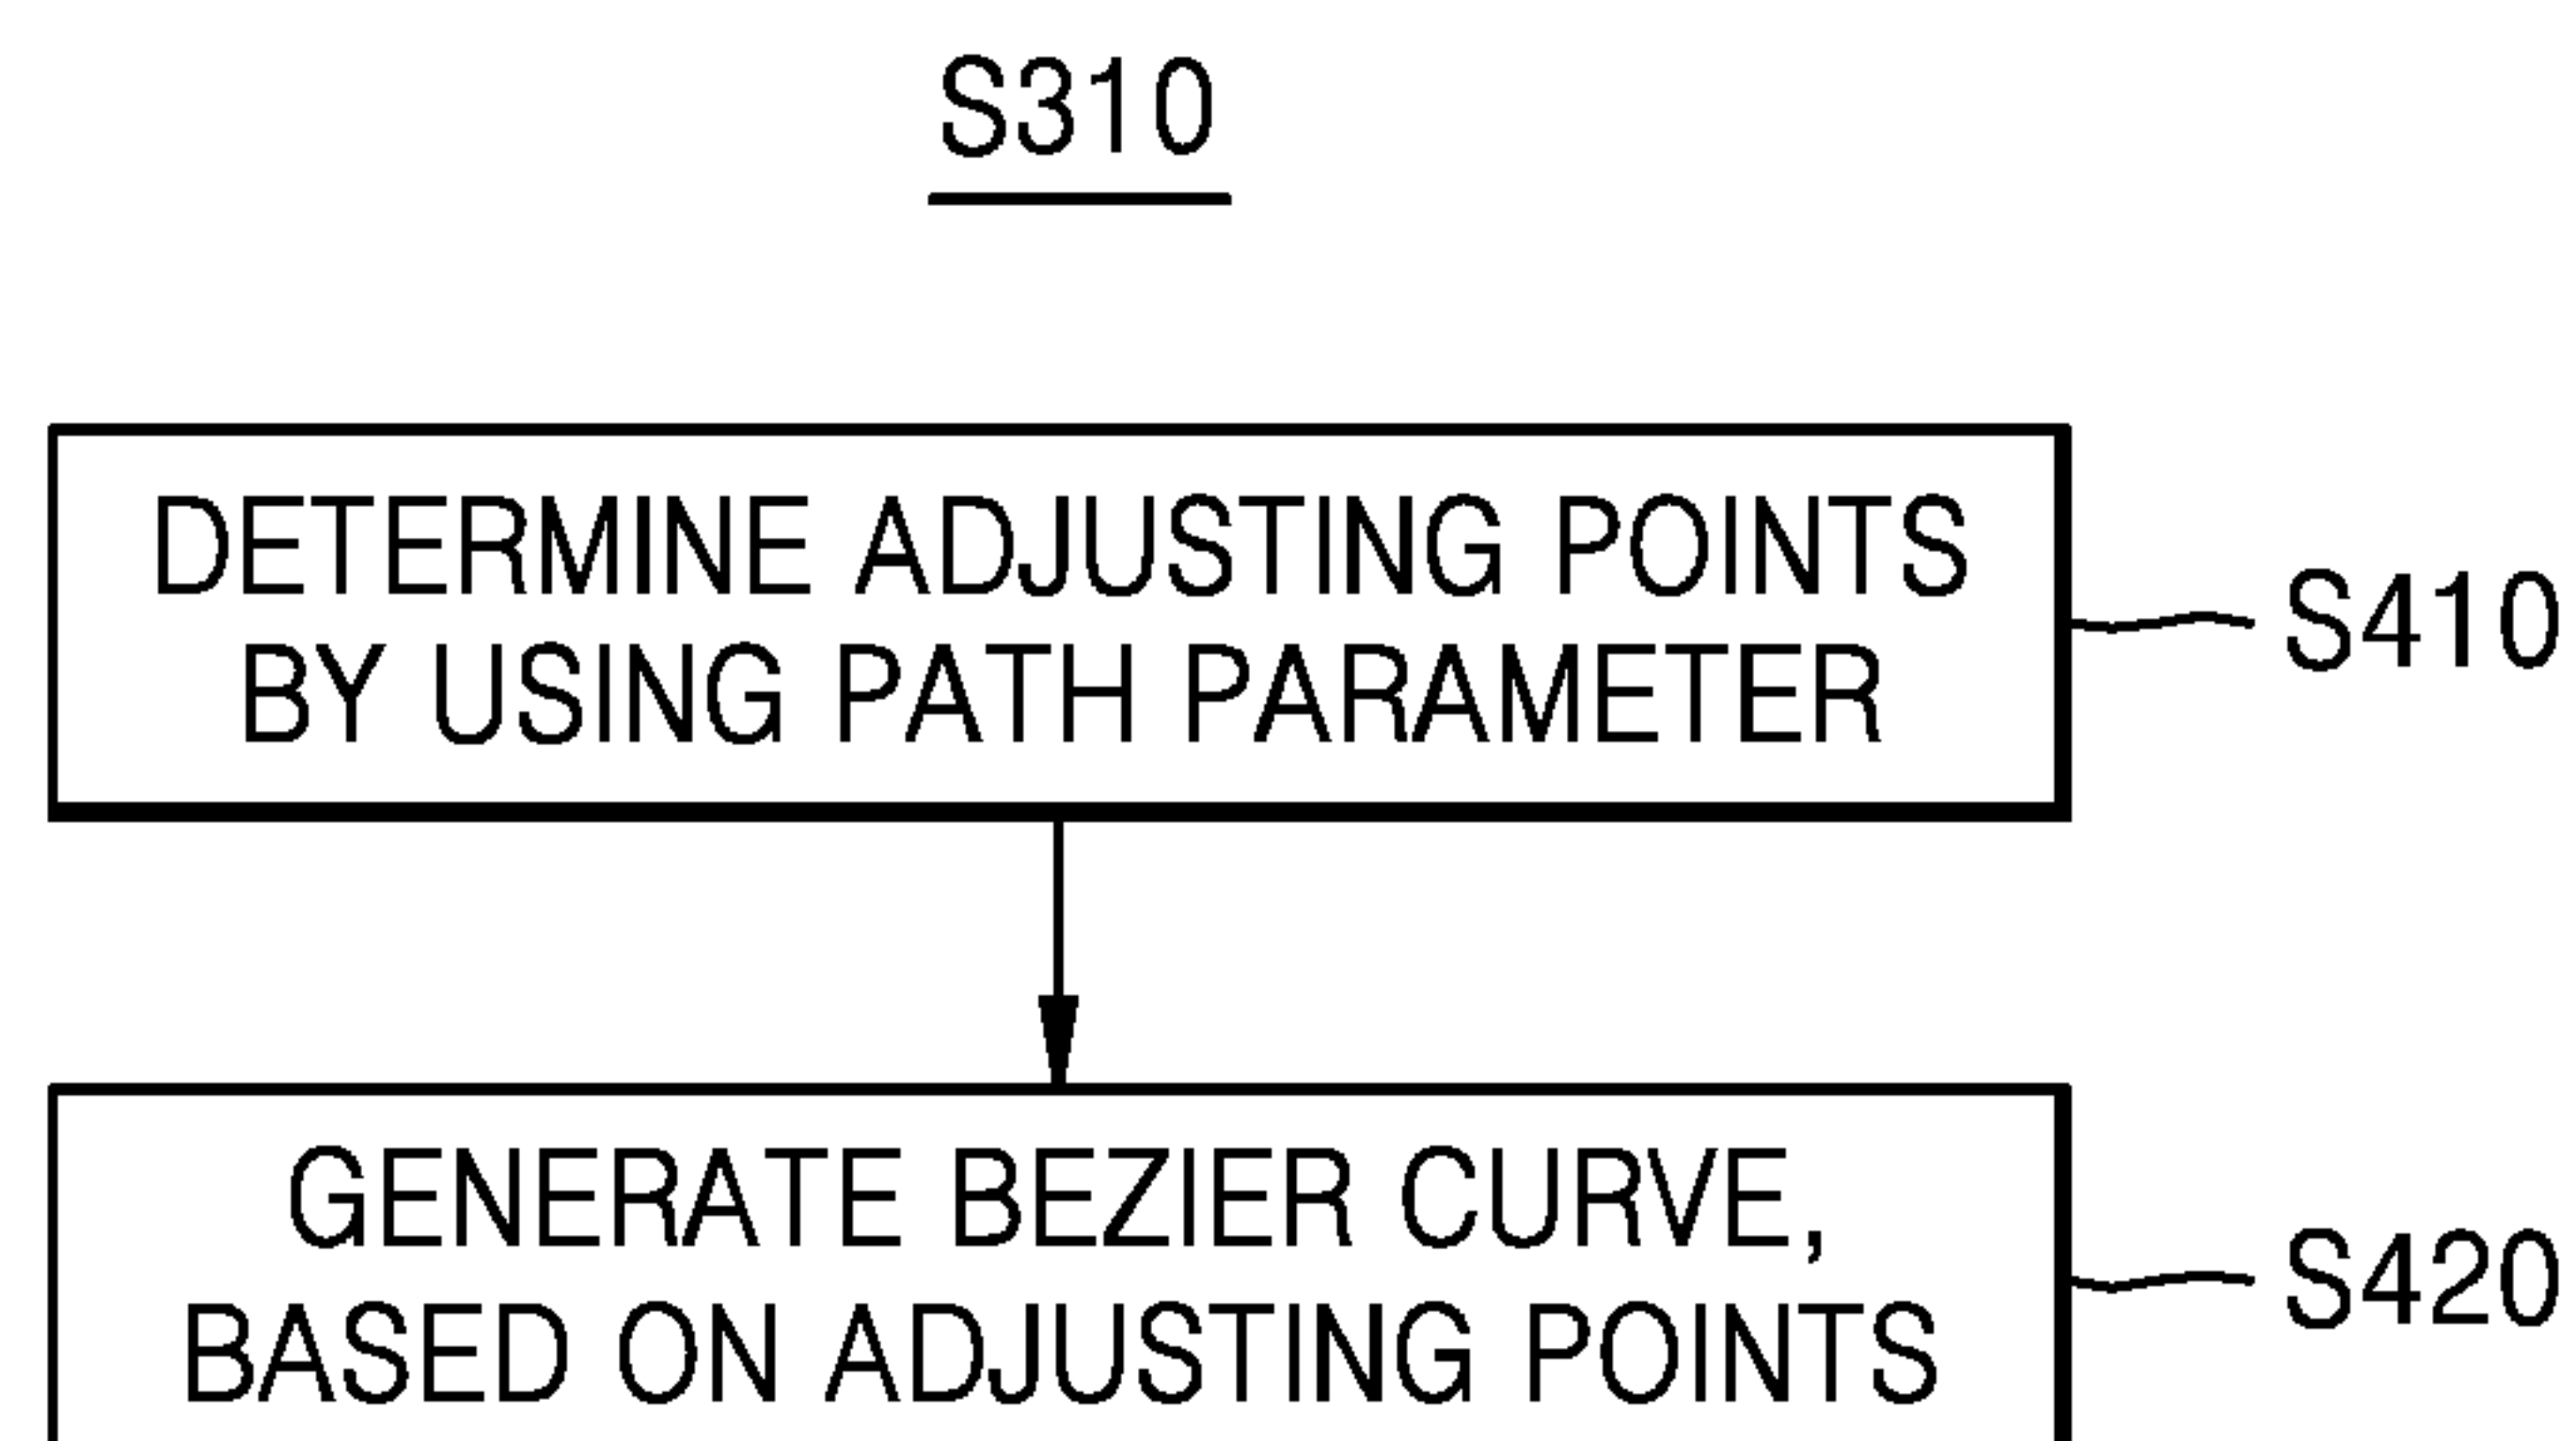 S310
DETERMINE ADJUSTING POINTS
BY USING PATH PARAMETER
S410
GENERATE BEZIER CURVE,
BASED ON ADJUSTING POINTS
S420